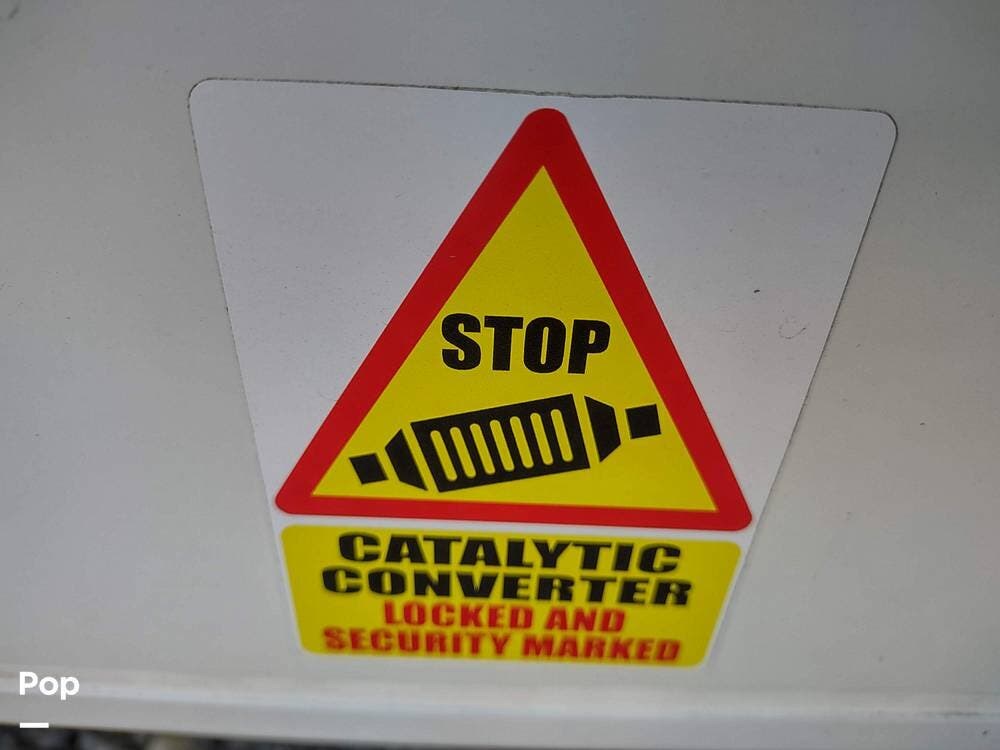 STOP
CATALYTIC
CONVERTER
LOCKED AND
SECURITY MARKED
Pop